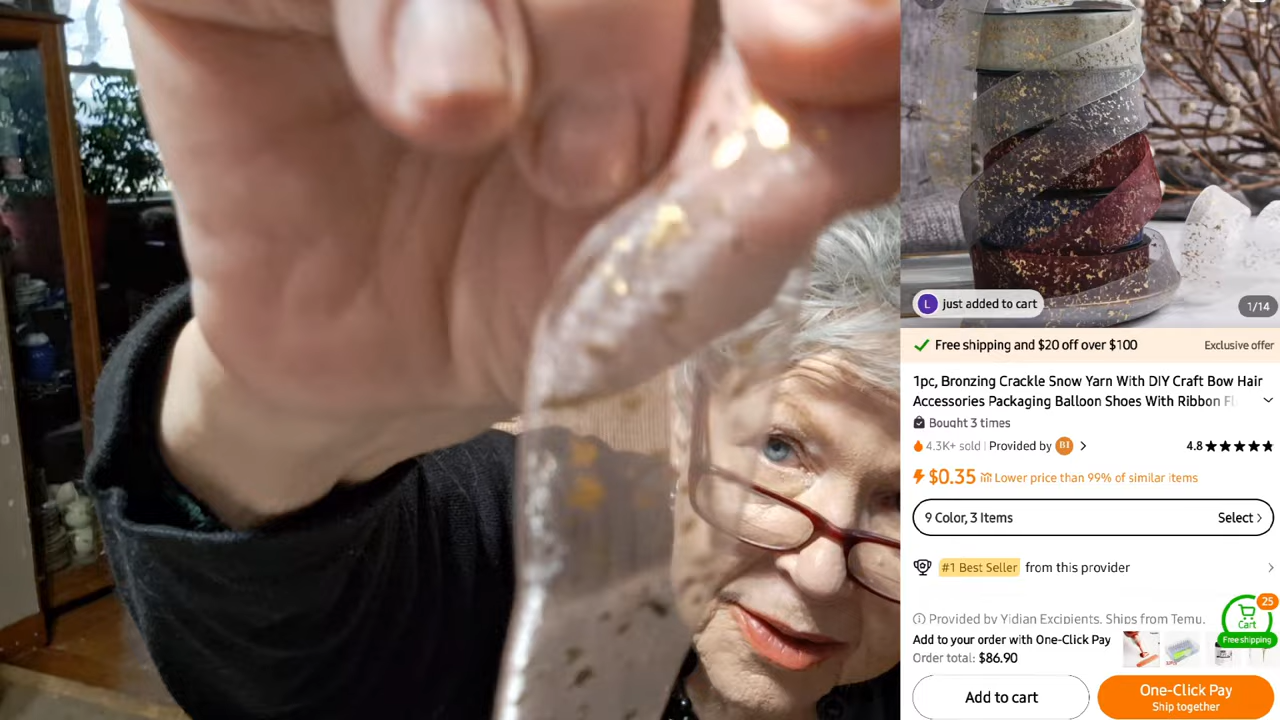 L just added to cart
1/14
Free shipping and $20 off over $100
Exclusive offer
1pc, Bronzing Crackle Snow Yarn With DIY Craft Bow Hair
Accessories Packaging Balloon Shoes With Ribbon
Bought 3 times
4.3K+ sold | Provided by BI
4.8
$0.35 Lower price than 99% of similar items
9 Color, 3 Items
Select
#1 Best Seller from this provider
25
Cart
Free shipping
Provided by Yidian Excipients. Ships from Temu.
Add to your order with One-Click Pay
Order total: $86.90
Add to cart
One-Click Pay
Ship together